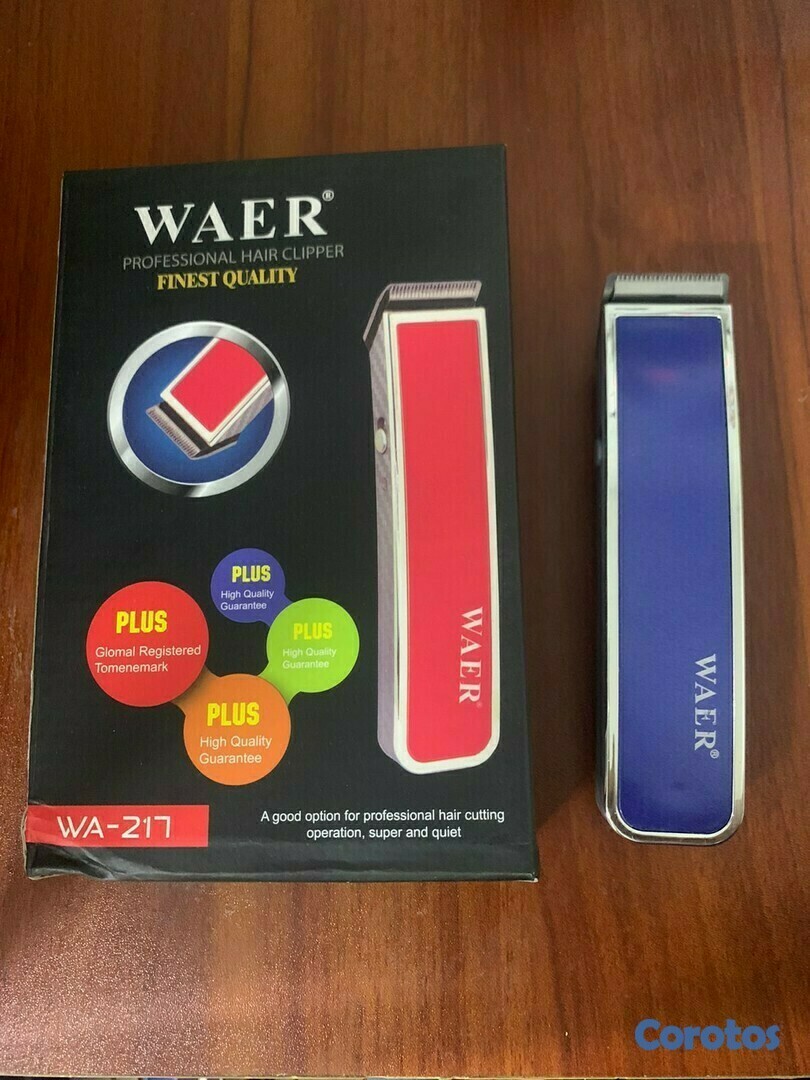 WAER®
PROFESSIONAL HAIR CLIPPER
FINEST QUALITY
PLUS
High Quality
Guarantee
PLUS
Glomal Registered
Tomenemark
PLUS
High Quality
Guarantee
PLUS
High Quality
Guarantee
WAER®
WA-217
A good option for professional hair cutting
operation, super and quiet
WAER®
Corotos